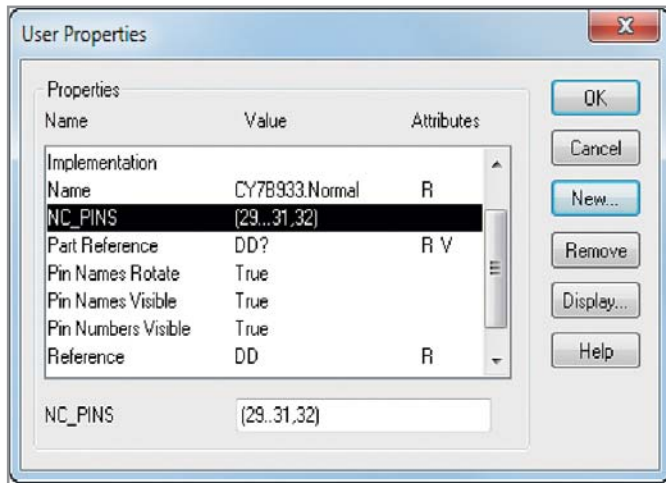 User Properties
Properties
Name Value Attributes
Implementation
Name CY7B933.Normal R
NC_PINS (29...31,32)
Part Reference DD? R V
Pin Names Rotate True
Pin Names Visible True
Pin Numbers Visible True
Reference DD R
NC_PINS (29..31,32)
OK
Cancel
New...
Remove
Display...
Help